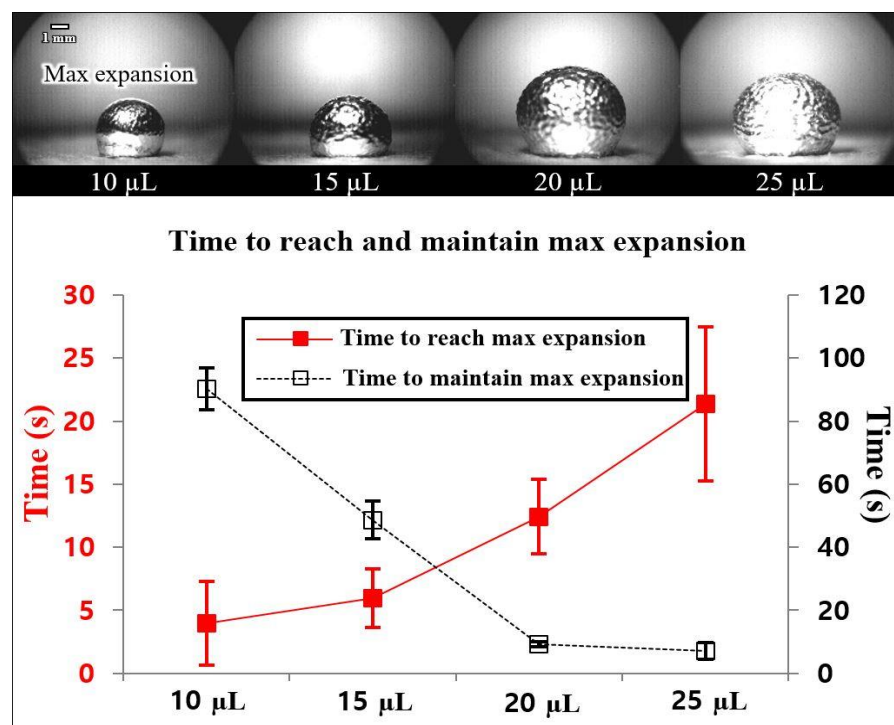 1 mm
Max expansion
10 µL 15 µL 20 µL 25 µL
Time to reach and maintain max expansion
Time to reach max expansion
Time to maintain max expansion
Time (s)
30
25
20
15
10
5
0
120
100
80
60
40
20
0
Time (s)
10 µL 15 µL 20 µL 25 µL